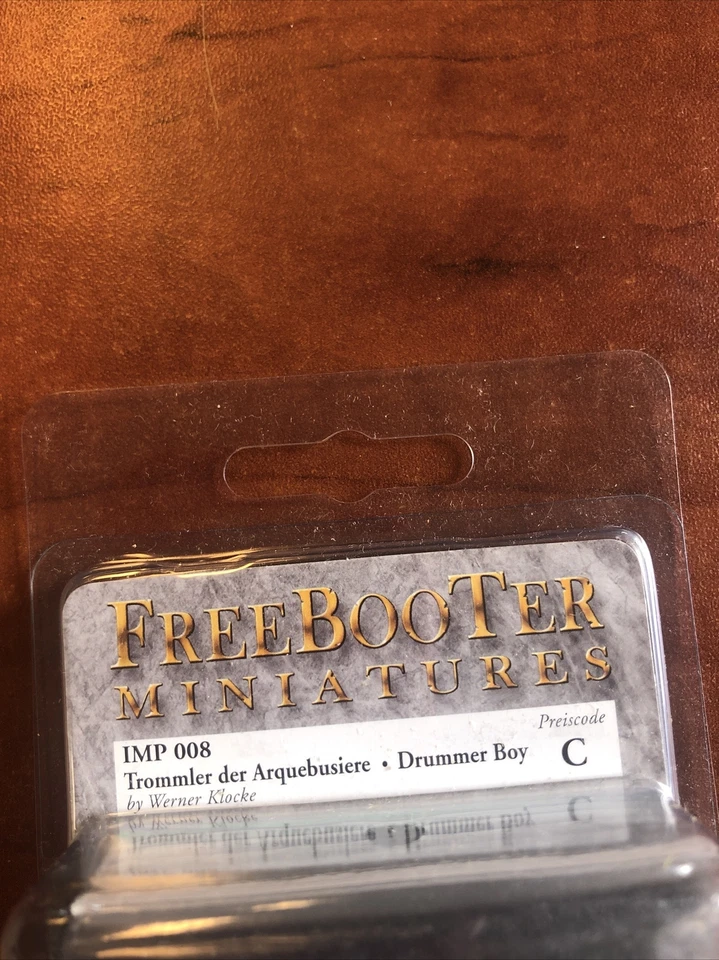 FREEBOOTER
MINIATURES
Preiscode
IMP 008
Trommler der Arquebusiere • Drummer Boy C
by Werner Klocke